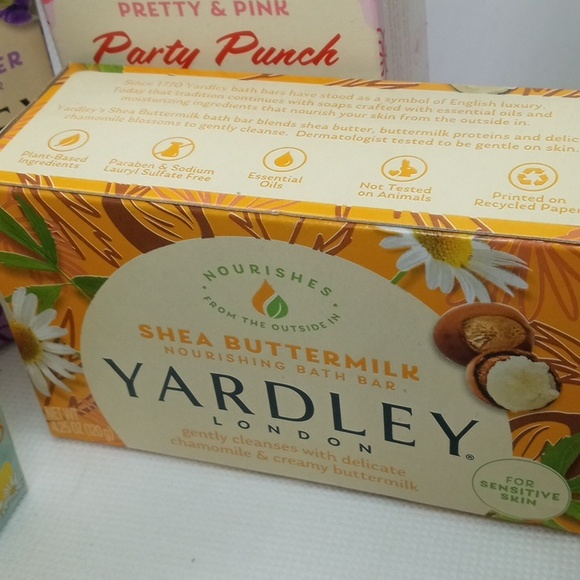 PRETTY & PINK
Party Punch
Since 1770 Yardley bath bars have stood as a symbol of English luxury.
Today that tradition continues with soaps crafted with essential oils and
moisturizing ingredients that nourish your skin from the outside in.
Yardley's Shea Buttermilk bath bar blends shea butter, buttermilk proteins and
chamomile blossoms to gently cleanse. Dermatologist tested to be gentle on skin.
Plant-Based
Ingredients
Paraben & Sodium
Lauryl Sulfate Free
Essential
Oils
Not Tested
on Animals
Printed on
Recycled Paper
NOURISHES
FROM THE OUTSIDE IN
SHEA BUTTERMILK
NOURISHING BATH BAR
YARDLEY®
LONDON
gently cleanses with delicate
chamomile & creamy buttermilk
NET WT
4.25 OZ (120g)
FOR
SENSITIVE
SKIN